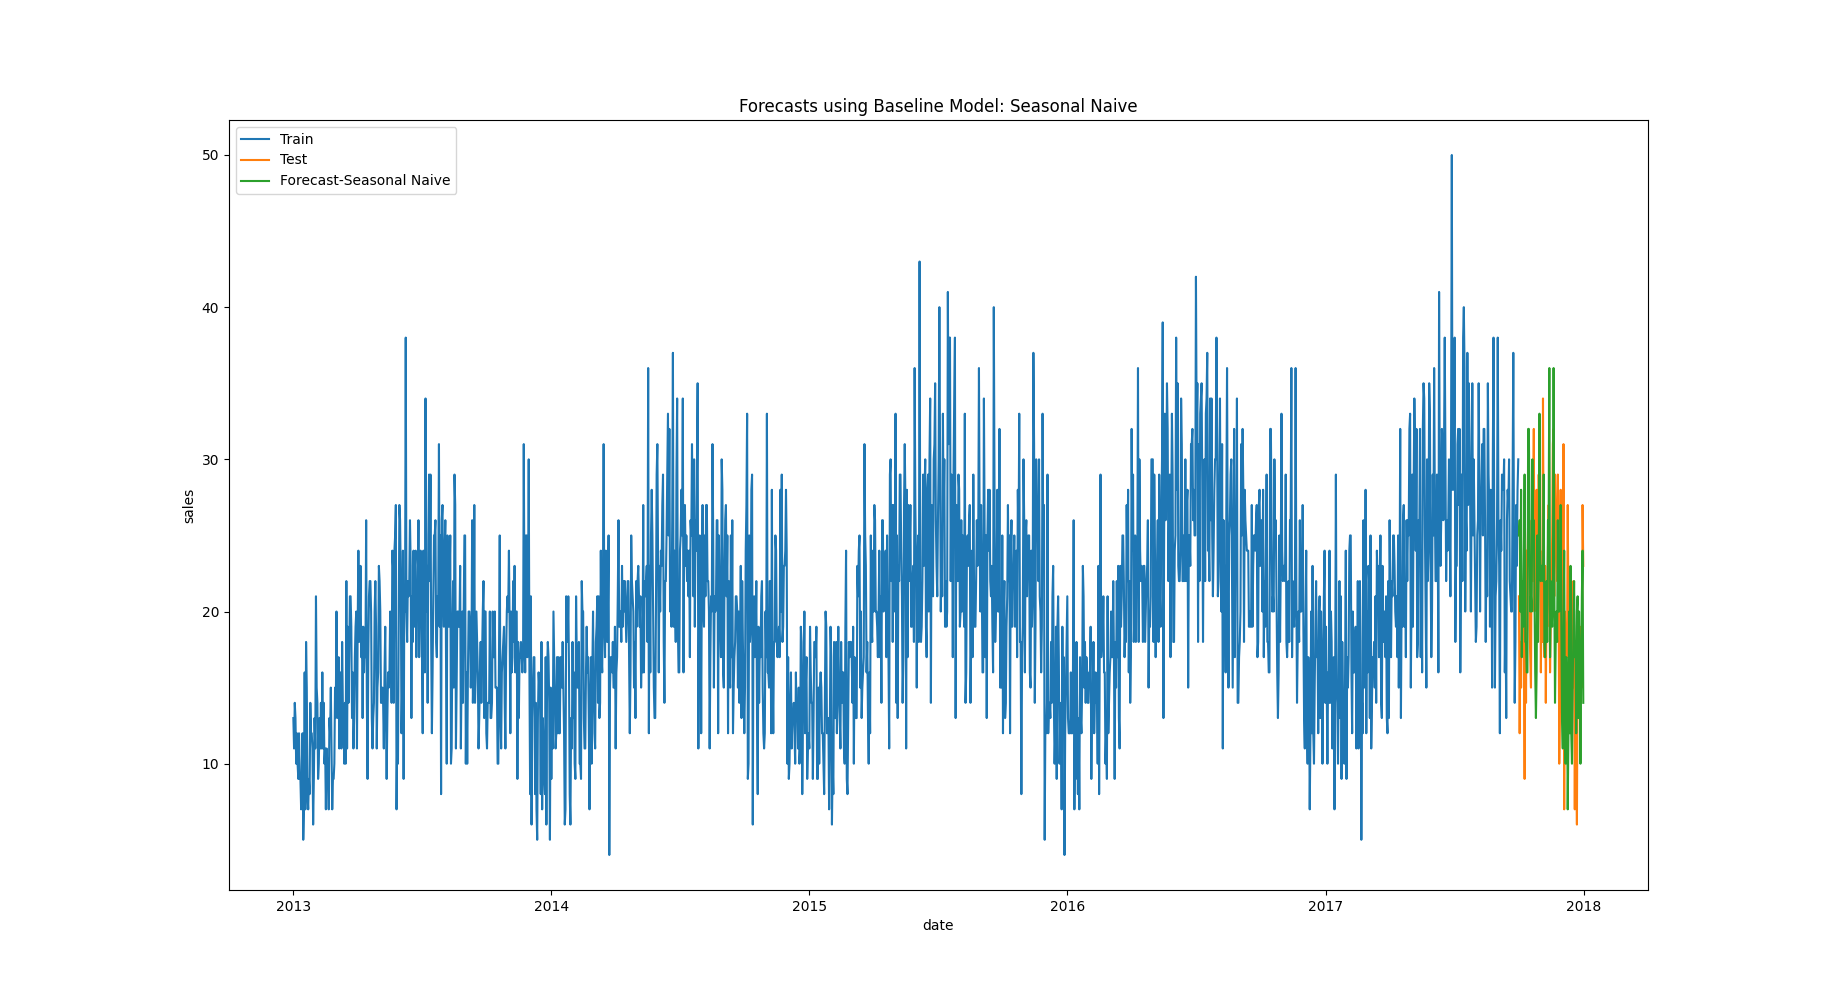 Forecasts using Baseline Model: Seasonal Naive
Train
Test
Forecast-Seasonal Naive
50
40
30
20
10
sales
2013 2014 2015 2016 2017 2018
date